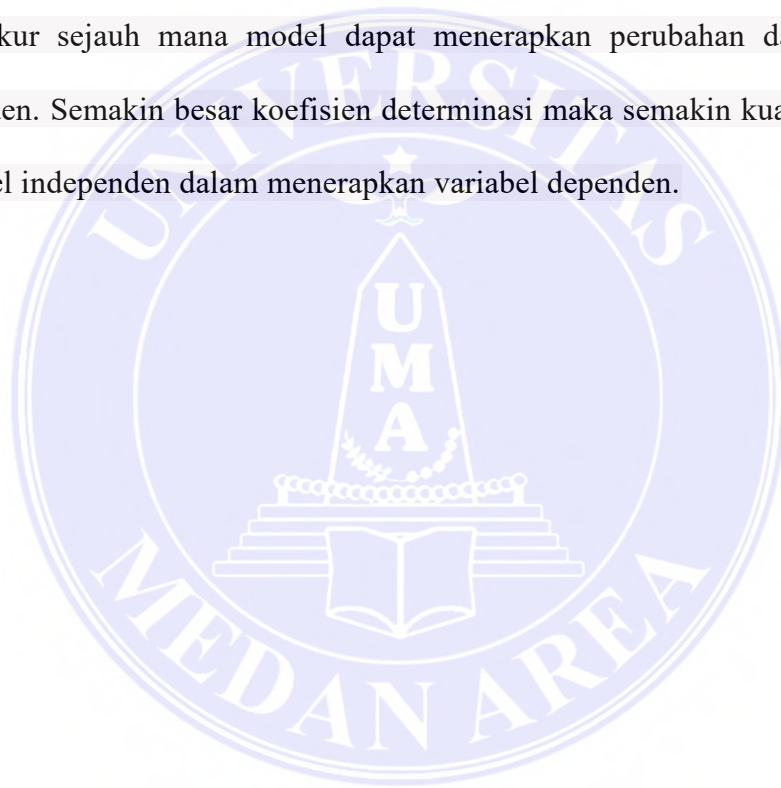 kur sejauh mana model dapat menerapkan perubahan da
en. Semakin besar koefisien determinasi maka semakin kua
el independen dalam menerapkan variabel dependen.
UNIVERSITAS
U
M
A
MEDAN AREA